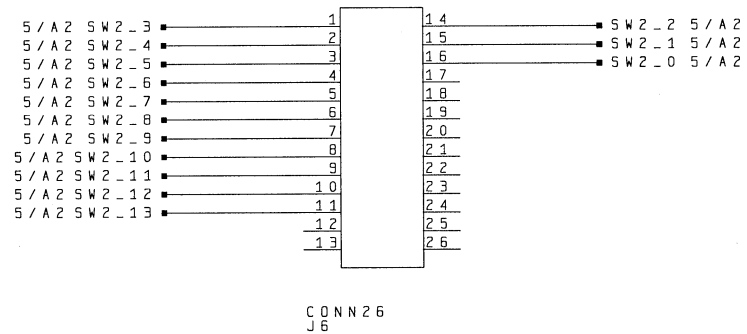 5/A2 SW2_3 1 14 SW2_2 5/A2
5/A2 SW2_4 2 15 SW2_1 5/A2
5/A2 SW2_5 3 16 SW2_0 5/A2
5/A2 SW2_6 4 17
5/A2 SW2_7 5 18
5/A2 SW2_8 6 19
5/A2 SW2_9 7 20
5/A2 SW2_10 8 21
5/A2 SW2_11 9 22
5/A2 SW2_12 10 23
5/A2 SW2_13 11 24
12 25
13 26
CONN26
J6